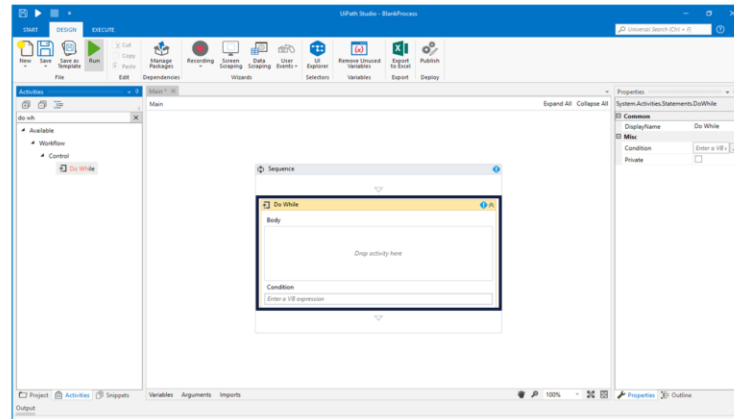 UiPath Studio - BlankProcess
START DESIGN EXECUTE
Universal Search (Ctrl + F)
New Save Save as Template Run
Cut
Copy
Paste
Manage Packages
Recording Screen Scraping Data Scraping User Events
UI Explorer
Remove Unused Variables
Export to Excel
Publish
File Edit Dependencies Wizards Selectors Variables Export Deploy
Activities
Main*
Properties
Main
Expand All Collapse All
System.Activities.Statements.DoWhile
do wh
Common
DisplayName Do While
Misc
Condition Enter a VB
Private
Available
Workflow
Control
Do While
Sequence
Do While
Body
Drop activity here
Condition
Enter a VB expression
Project Activities Snippets
Variables Arguments Imports
100%
Properties Outline
Output